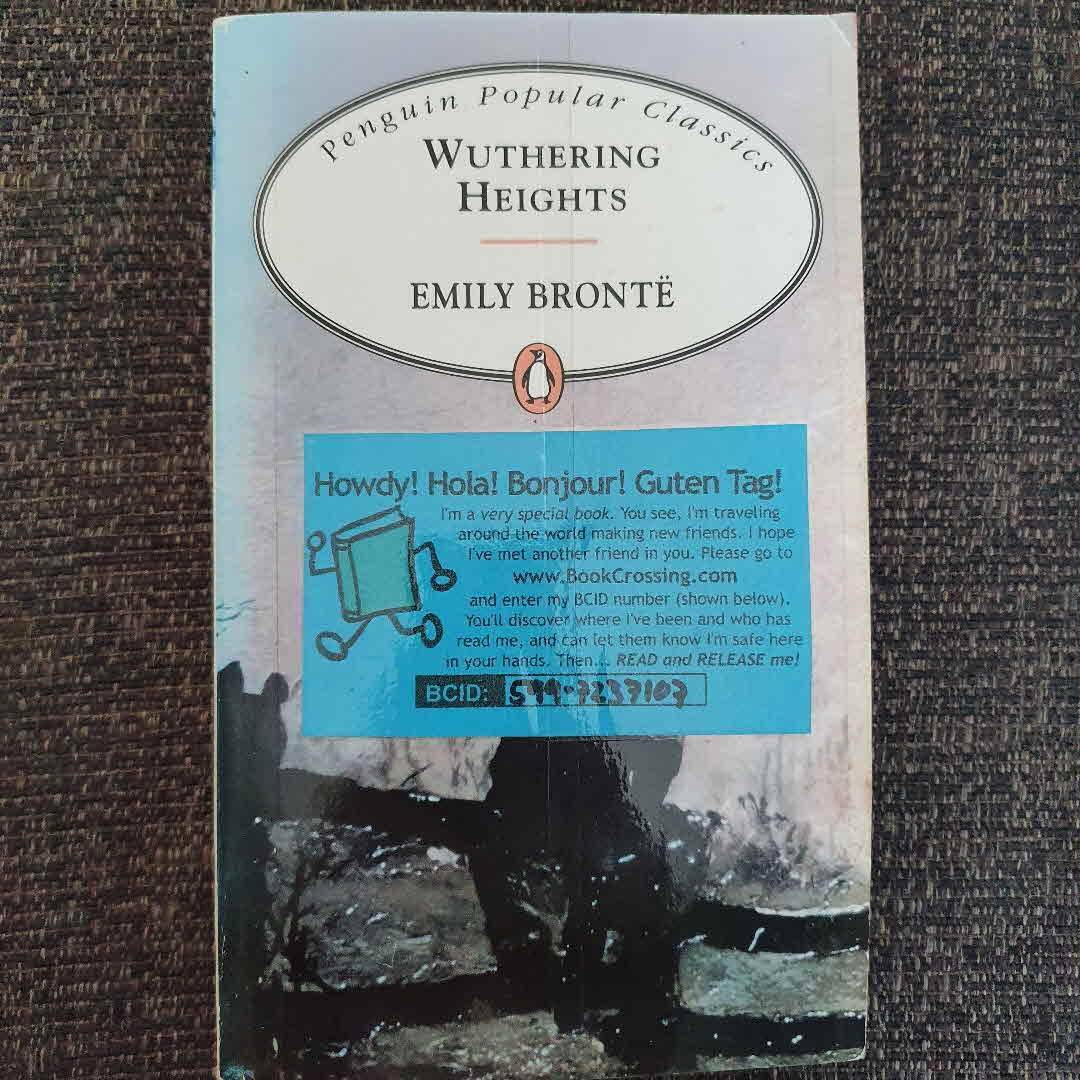 Penguin Popular Classics
WUTHERING
HEIGHTS
EMILY BRONTË
Howdy! Hola! Bonjour! Guten Tag!
I'm a very special book. You see, I'm traveling
around the world making new friends. I hope
I've met another friend in you. Please go to
www.BookCrossing.com
and enter my BCID number (shown below).
You'll discover where I've been and who has
read me, and can let them know I'm safe here
in your hands. Then... READ and RELEASE me!
BCID: 599-7237107